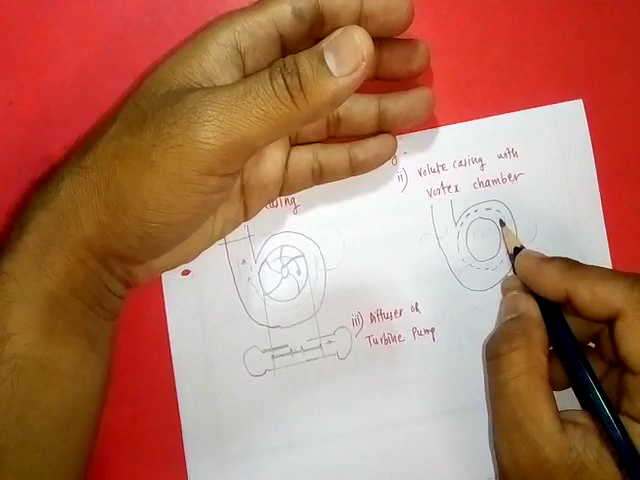 casing
ii) Volute casing with
Vortex chamber
iii) Diffuser or
Turbine Pump